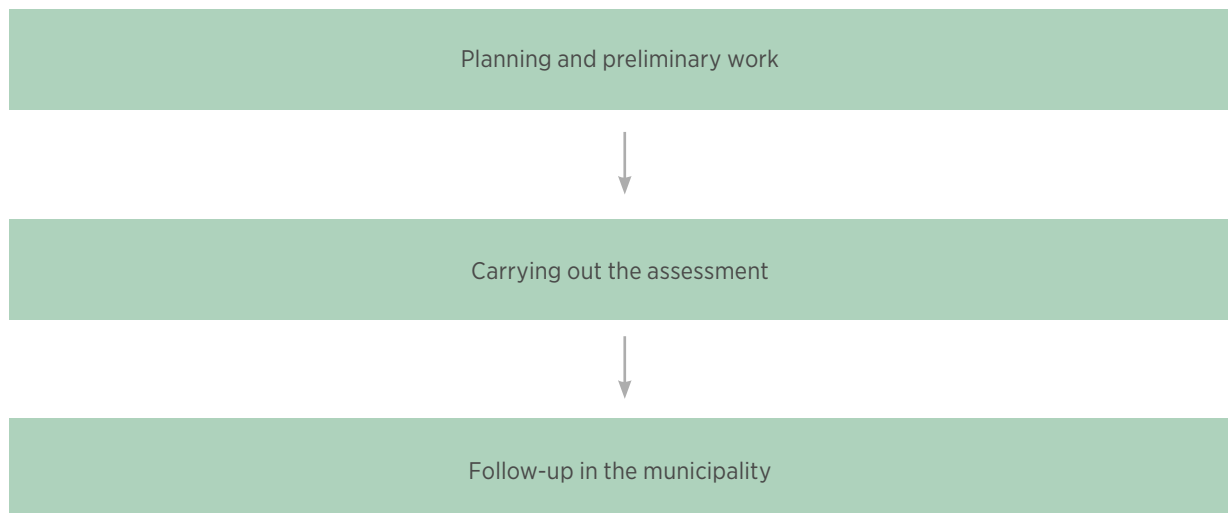 Planning and preliminary work
Carrying out the assessment
Follow-up in the municipality